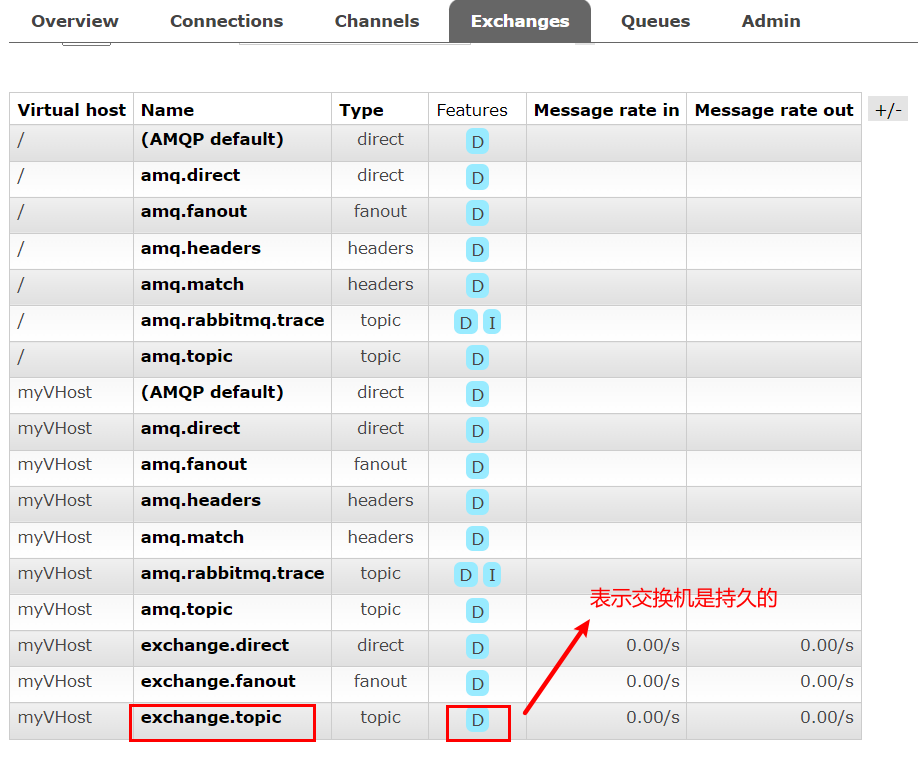 Overview Connections Channels Exchanges Queues Admin
Virtual host Name Type Features Message rate in Message rate out +/-
/ (AMQP default) direct D
/ amq.direct direct D
/ amq.fanout fanout D
/ amq.headers headers D
/ amq.match headers D
/ amq.rabbitmq.trace topic D I
/ amq.topic topic D
myVHost (AMQP default) direct D
myVHost amq.direct direct D
myVHost amq.fanout fanout D
myVHost amq.headers headers D
myVHost amq.match headers D
myVHost amq.rabbitmq.trace topic D I
表示交换机是持久的
myVHost amq.topic topic D
myVHost exchange.direct direct D 0.00/s 0.00/s
myVHost exchange.fanout fanout D 0.00/s 0.00/s
myVHost exchange.topic topic D 0.00/s 0.00/s